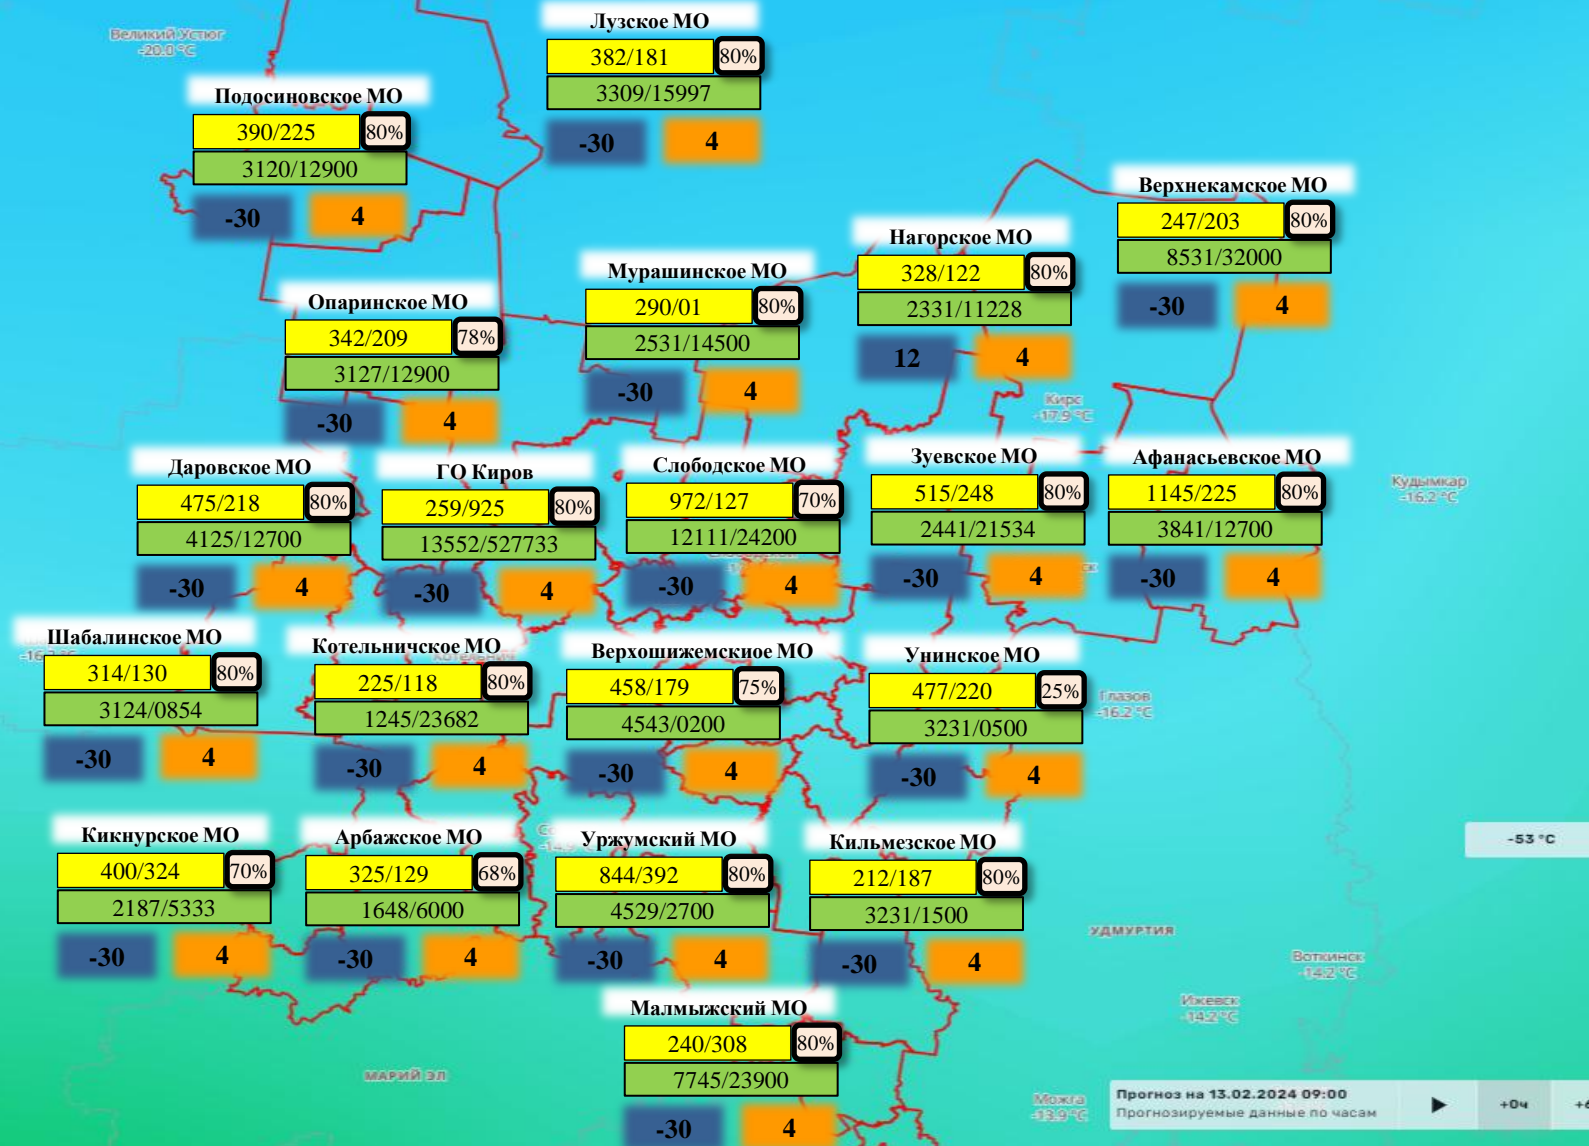 Лузское МО
382/181 80%
3309/15997
-30 4
Великий Устюг
-20.0 °C
Подосиновское МО
390/225 80%
3120/12900
-30 4
Верхнекамское МО
247/203 80%
8531/32000
-30 4
Нагорское МО
328/122 80%
2331/11228
12 4
Мурашинское МО
290/01 80%
2531/14500
-30 4
Опаринское МО
342/209 78%
3127/12900
-30 4
Кирс
-17.9 °C
Даровское МО
475/218 80%
4125/12700
-30 4
ГО Киров
259/925 80%
13552/527733
-30 4
Слободское МО
972/127 70%
12111/24200
-30 4
Зуевское МО
515/248 80%
2441/21534
-30 4
Афанасьевское МО
1145/225 80%
3841/12700
-30 4
Кудымкар
-16.2 °C
Шабалинское МО
314/130 80%
3124/0854
-30 4
Котельничское МО
225/118 80%
1245/23682
-30 4
Верхошижемскиое МО
458/179 75%
4543/0200
-30 4
Унинское МО
477/220 25%
3231/0500
-30 4
Глазов
-16.2 °C
Кикнурское МО
400/324 70%
2187/5333
-30 4
Арбажское МО
325/129 68%
1648/6000
-30 4
Уржумский МО
844/392 80%
4529/2700
-30 4
Кильмезское МО
212/187 80%
3231/1500
-30 4
-53 °C
УДМУРТИЯ
Воткинск
-14.2 °C
Ижевск
-14.2 °C
Малмыжский МО
240/308 80%
7745/23900
-30 4
МАРИЙ ЭЛ
Можга
-13.9 °C
Прогноз на 13.02.2024 09:00
Прогнозируемые данные по часам
+0ч